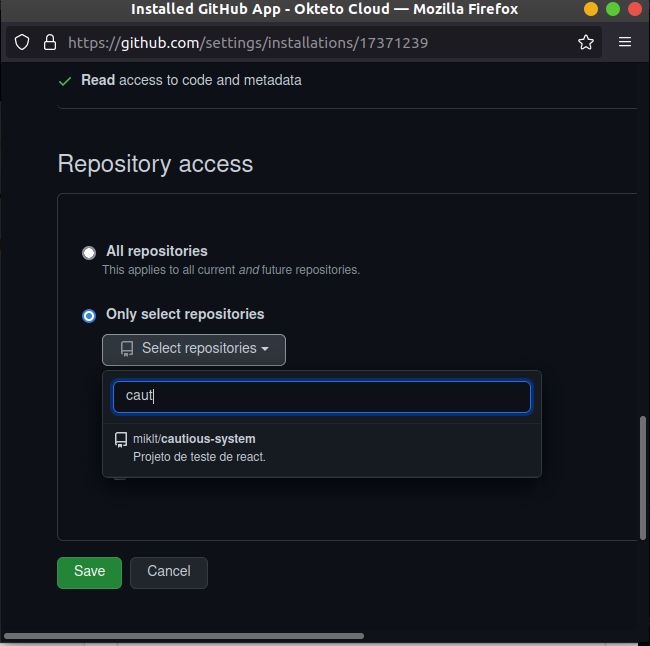 Installed GitHub App - Okteto Cloud — Mozilla Firefox
https://github.com/settings/installations/17371239
Read access to code and metadata
Repository access
All repositories
This applies to all current and future repositories.
Only select repositories
Select repositories
caut
miklt/cautious-system
Projeto de teste de react.
Save
Cancel